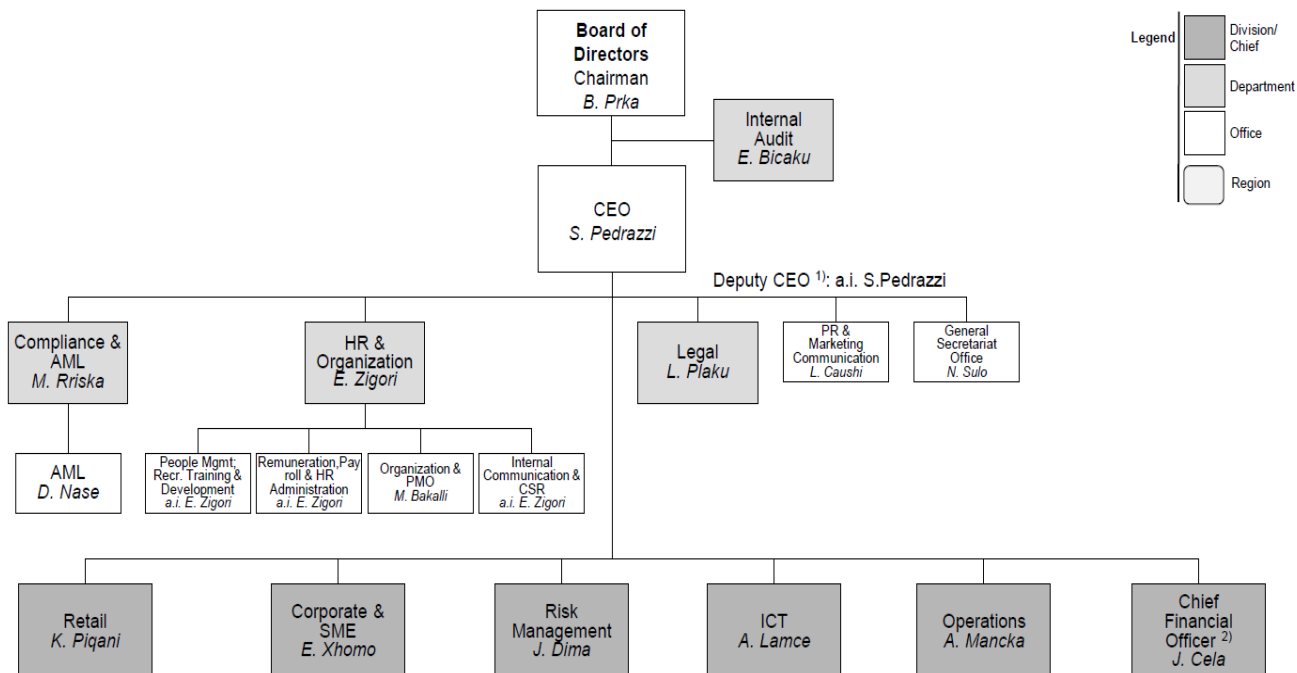 Board of
Directors
Chairman
B. Prka
Legend
Division/
Chief
Department
Office
Region
Internal
Audit
E. Bicaku
CEO
S. Pedrazzi
Deputy CEO 1): a.i. S.Pedrazzi
Compliance &
AML
M. Rriska
HR &
Organization
E. Zigori
Legal
L. Plaku
PR &
Marketing
Communication
L. Caushi
General
Secretariat
Office
N. Sulo
AML
D. Nase
People Mgmt;
Recr. Training &
Development
a.i. E. Zigori
Remuneration,Pay
roll & HR
Administration
a.i. E. Zigori
Organization &
PMO
M. Bakalli
Internal
Communication &
CSR
a.i. E. Zigori
Retail
K. Piqani
Corporate &
SME
E. Xhomo
Risk
Management
J. Dima
ICT
A. Lamce
Operations
A. Mancka
Chief
Financial
Officer 2)
J. Cela